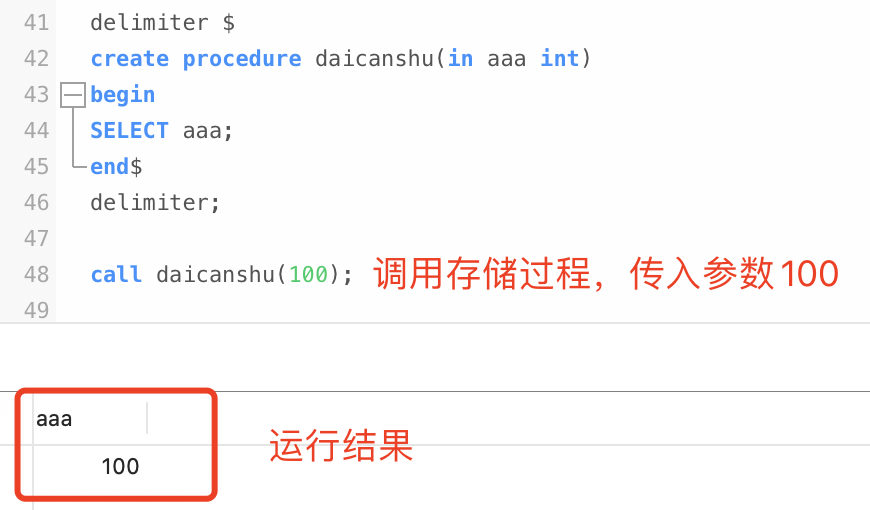 41 delimiter $
42 create procedure daicanshu(in aaa int)
43 begin
44 SELECT aaa;
45 end$
46 delimiter;
47
48 call daicanshu(100); 调用存储过程，传入参数100
49
aaa
运行结果
100